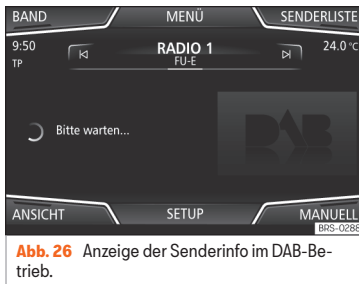 BAND MENÜ SENDERLISTE
9:50 RADIO 1 24.0 °C
TP FU-E
Bitte warten...
DAB
ANSICHT SETUP MANUELL
BRS-0288
Abb. 26 Anzeige der Senderinfo im DAB-Be-
trieb.